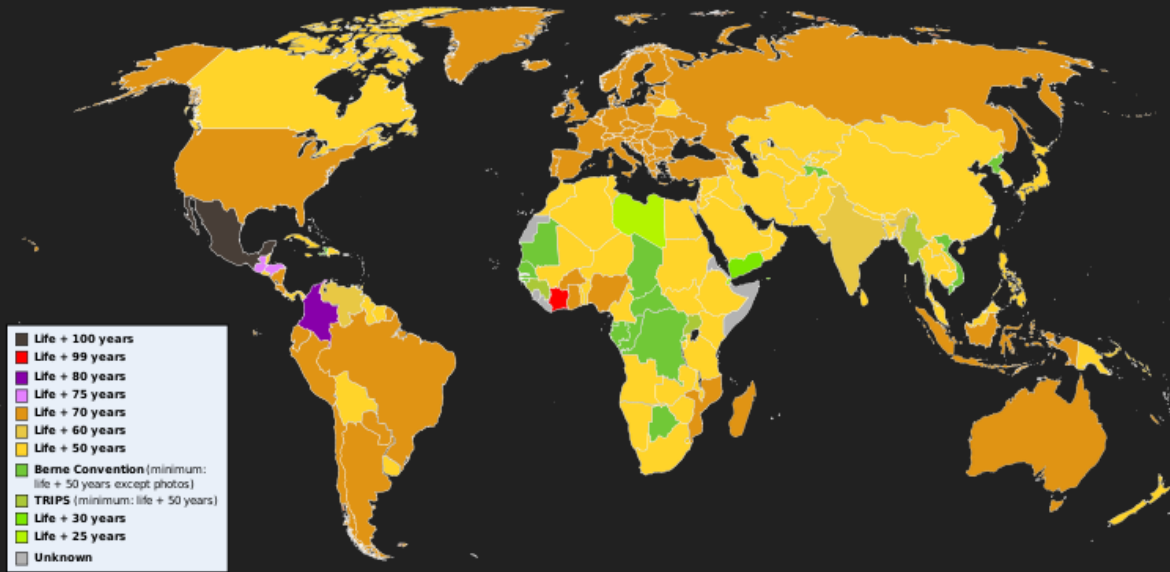 Life + 100 years
Life + 99 years
Life + 80 years
Life + 75 years
Life + 70 years
Life + 60 years
Life + 50 years
Berne Convention (minimum:
life + 50 years except photos)
TRIPS (minimum: life + 50 years)
Life + 30 years
Life + 25 years
Unknown